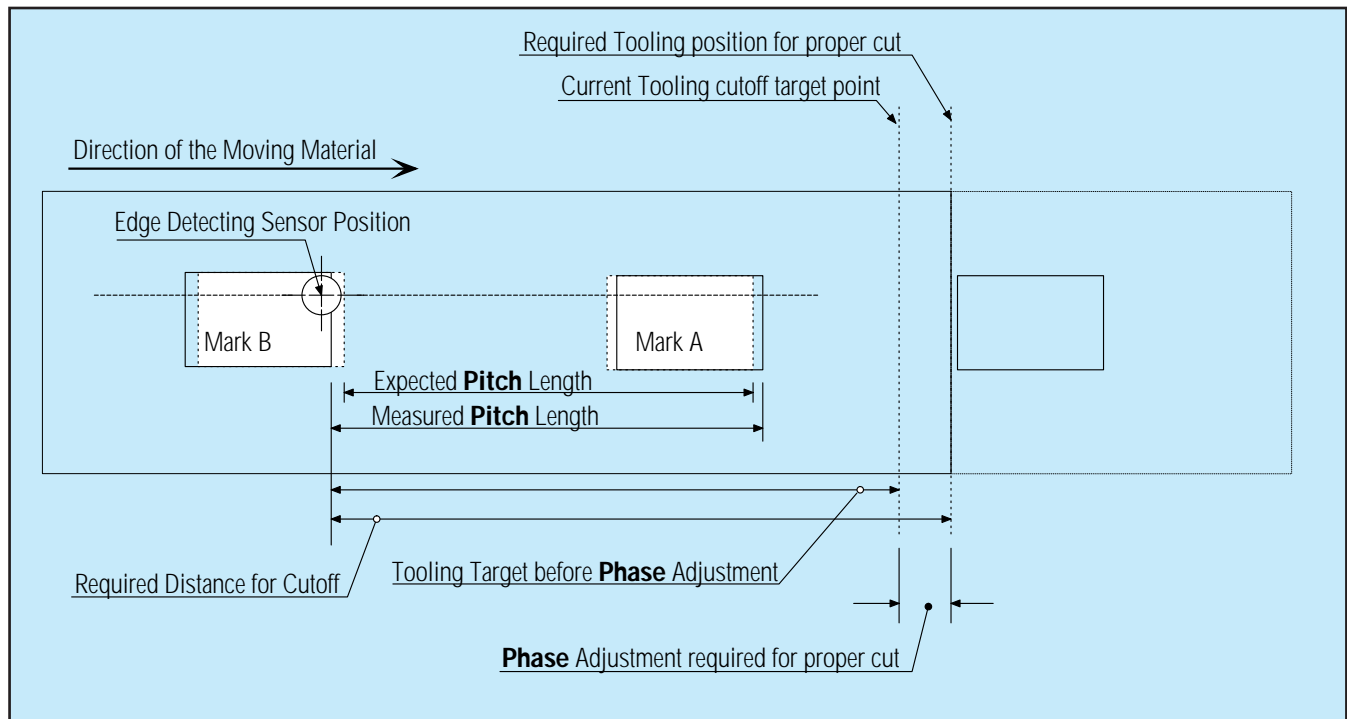 Required Tooling position for proper cut
Current Tooling cutoff target point
Direction of the Moving Material
Edge Detecting Sensor Position
Mark B
Mark A
Expected Pitch Length
Measured Pitch Length
Required Distance for Cutoff
Tooling Target before Phase Adjustment
Phase Adjustment required for proper cut